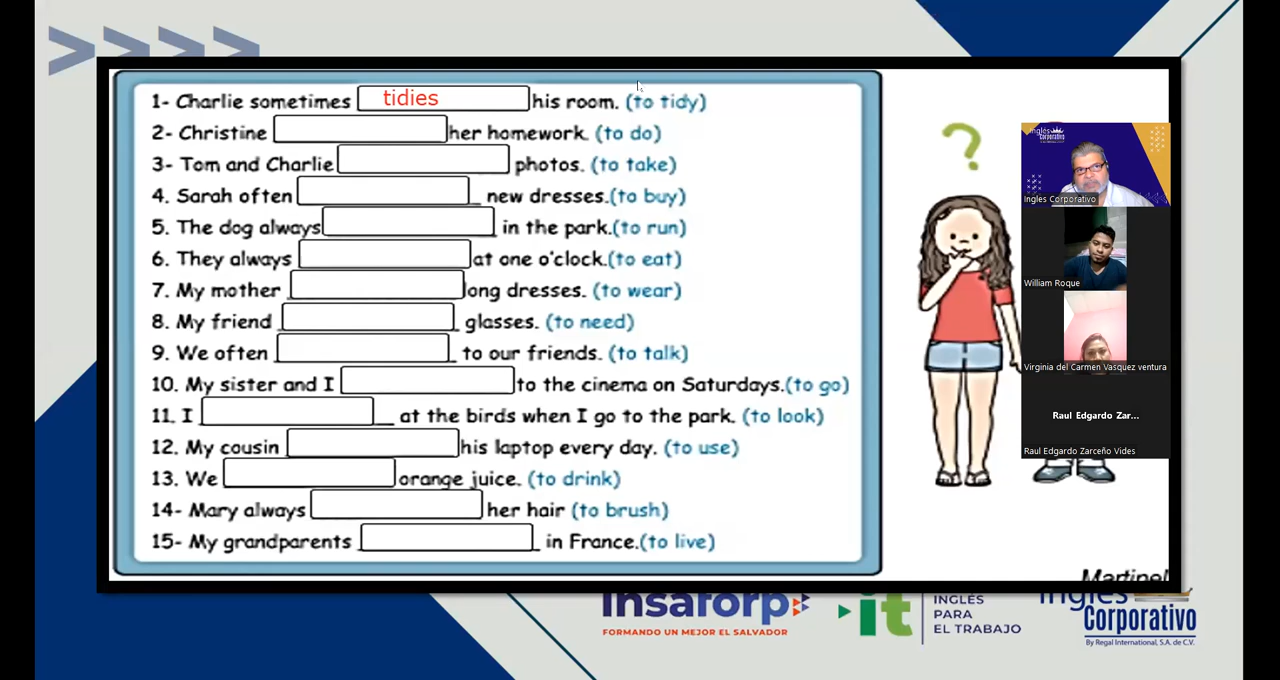 1- Charlie sometimes tidies his room. (to tidy)
2- Christine her homework. (to do)
3- Tom and Charlie photos. (to take)
4. Sarah often _ new dresses.(to buy)
5. The dog always _ in the park.(to run)
6. They always at one o'clock.(to eat)
7. My mother ong dresses. (to wear)
8. My friend _ glasses. (to need)
9. We often _ to our friends. (to talk)
10. My sister and I to the cinema on Saturdays.(to go)
11. I _ at the birds when I go to the park. (to look)
12. My cousin his laptop every day. (to use)
13. We orange juice. (to drink)
14- Mary always her hair (to brush)
15- My grandparents _ in France.(to live)
?
Inglés
Corporativo
Ingles Corporativo
William Roque
Virginia del Carmen Vasquez ventura
Raul Edgardo Zar...
Raul Edgardo Zarceño Vides
Martinel
insaforp
FORMANDO UN MEJOR EL SALVADOR
it
INGLÉS
PARA
EL TRABAJO
Inglés
Corporativo
By Regal International, S.A. de C.V.